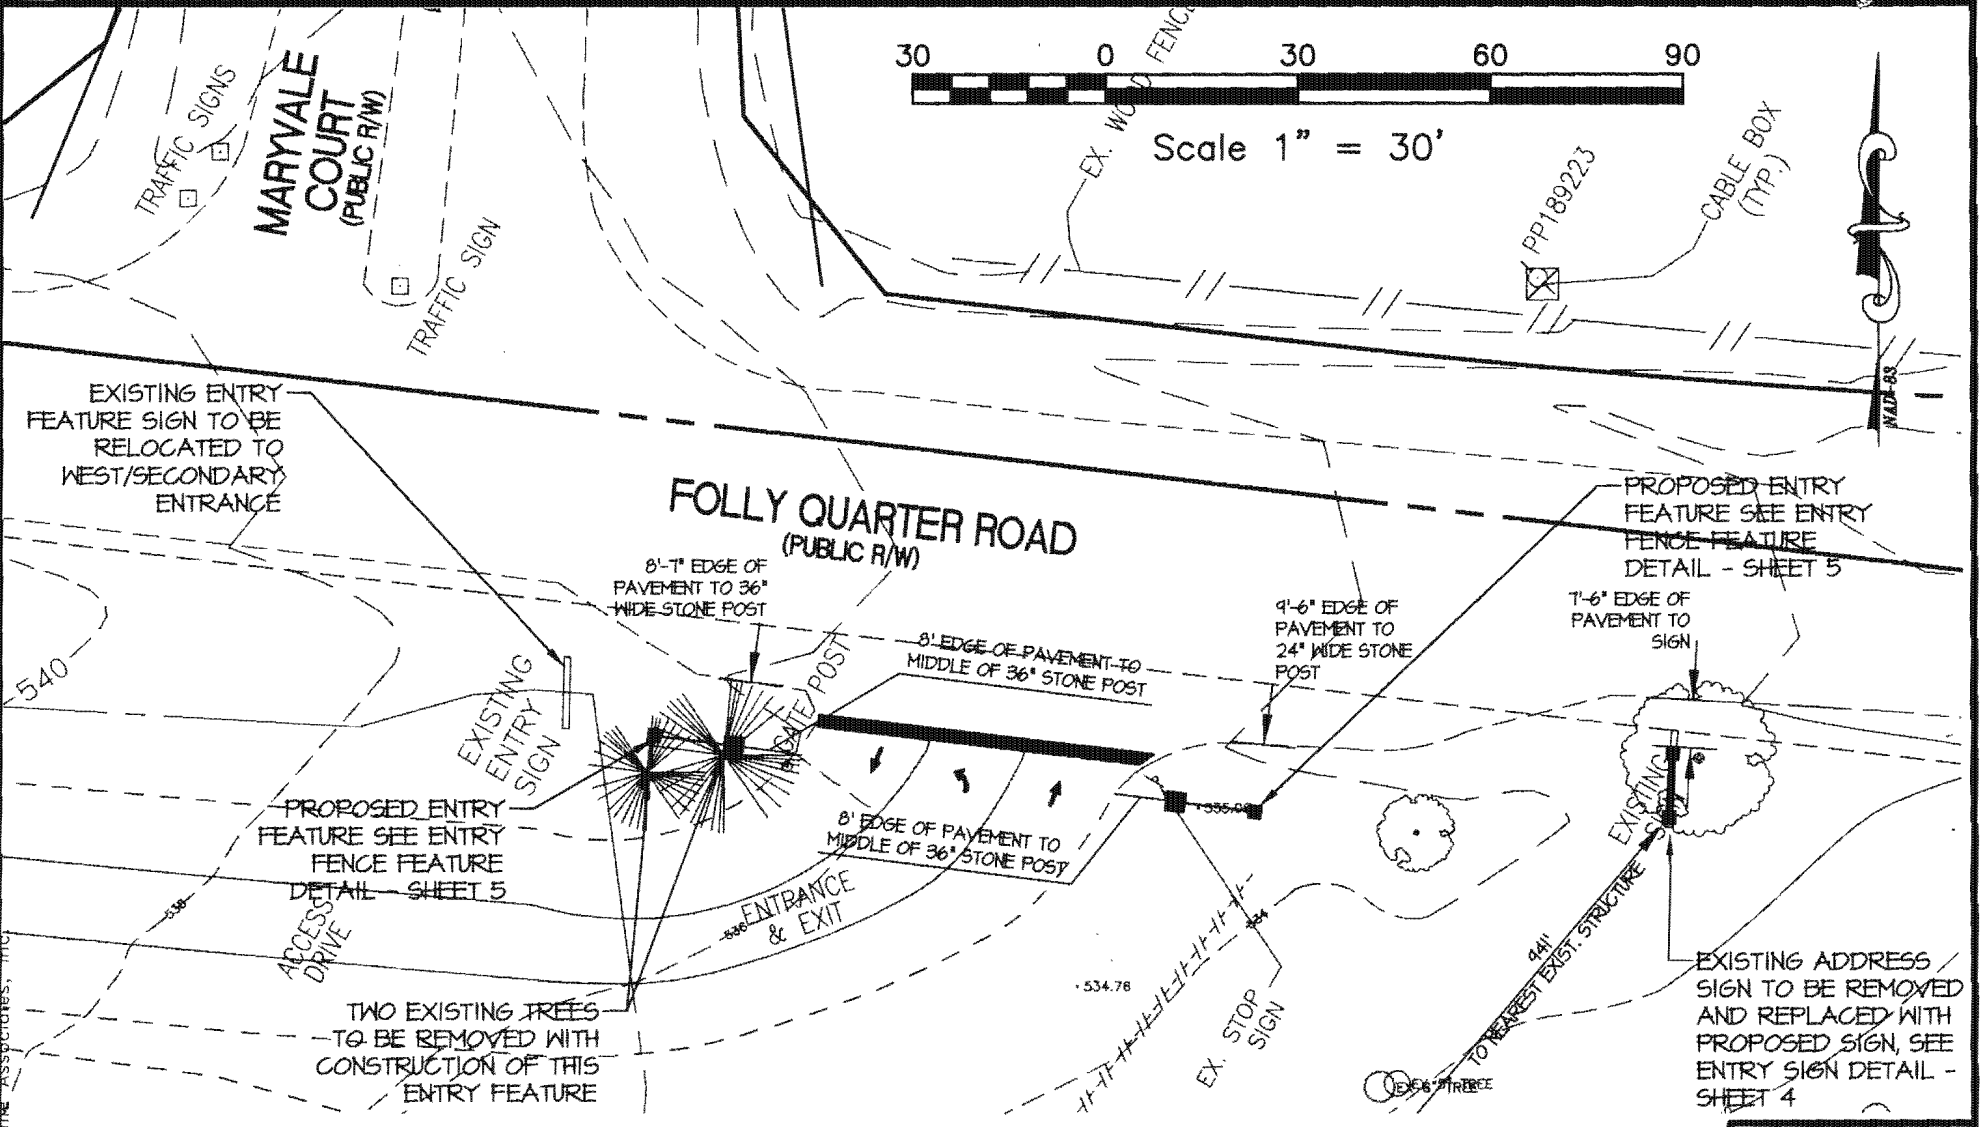 30 0 30 60 90
Scale 1" = 30'
TRAFFIC SIGNS
MARYVALE
COURT
(PUBLIC R/W)
TRAFFIC SIGN
EX. WOOD FENCE
PP189223
CABLE BOX
(TYP.)
NAD-83
EXISTING ENTRY
FEATURE SIGN TO BE
RELOCATED TO
WEST/SECONDARY
ENTRANCE
FOLLY QUARTER ROAD
(PUBLIC R/W)
PROPOSED ENTRY
FEATURE SEE ENTRY
FENCE FEATURE
DETAIL - SHEET 5
8'-7" EDGE OF
PAVEMENT TO 36"
WIDE STONE POST
8' EDGE OF PAVEMENT TO
MIDDLE OF 36" STONE POST
9'-6" EDGE OF
PAVEMENT TO
24" WIDE STONE
POST
7'-6" EDGE OF
PAVEMENT TO
SIGN
540
EXISTING
ENTRY
SIGN
GATE POST
PROPOSED ENTRY
FEATURE SEE ENTRY
FENCE FEATURE
DETAIL - SHEET 5
8' EDGE OF PAVEMENT TO
MIDDLE OF 36" STONE POST
EXISTING
SIGN
538
ACCESS
DRIVE
536
ENTRANCE
& EXIT
534
534.76
EX. STOP
SIGN
441'
TO NEAREST EXIST. STRUCTURE
TWO EXISTING TREES
TO BE REMOVED WITH
CONSTRUCTION OF THIS
ENTRY FEATURE
EXISTING ADDRESS
SIGN TO BE REMOVED
AND REPLACED WITH
PROPOSED SIGN, SEE
ENTRY SIGN DETAIL -
SHEET 4
Associates, Inc.